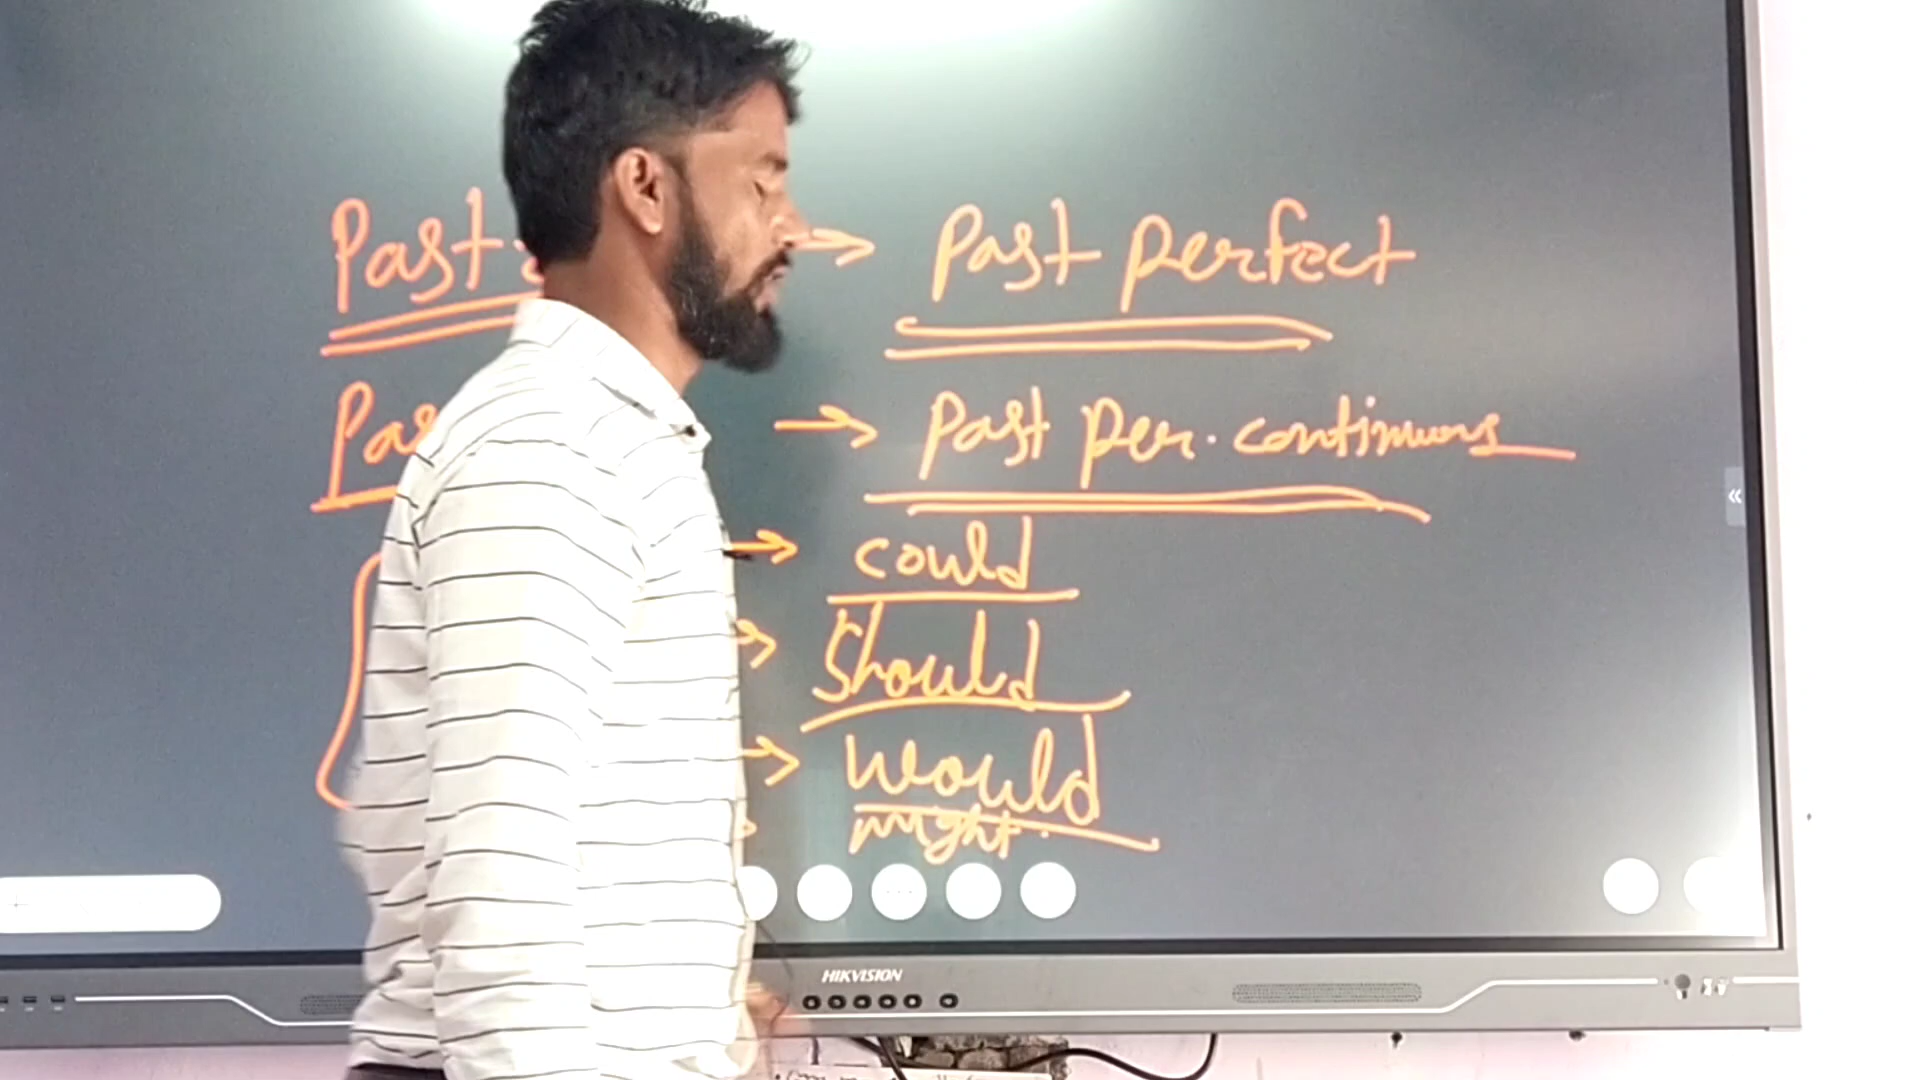 Past → Past perfect
→ Past per. continuous
→ could
→ should
→ would
might.
HIKVISION